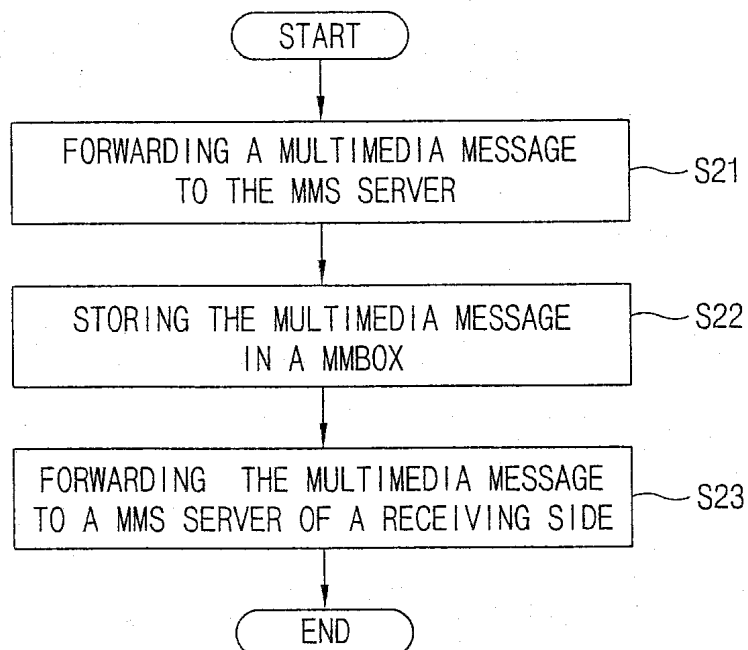 START
FORWARDING A MULTIMEDIA MESSAGE
TO THE MMS SERVER
S21
STORING THE MULTIMEDIA MESSAGE
IN A MMBOX
S22
FORWARDING THE MULTIMEDIA MESSAGE
TO A MMS SERVER OF A RECEIVING SIDE
S23
END